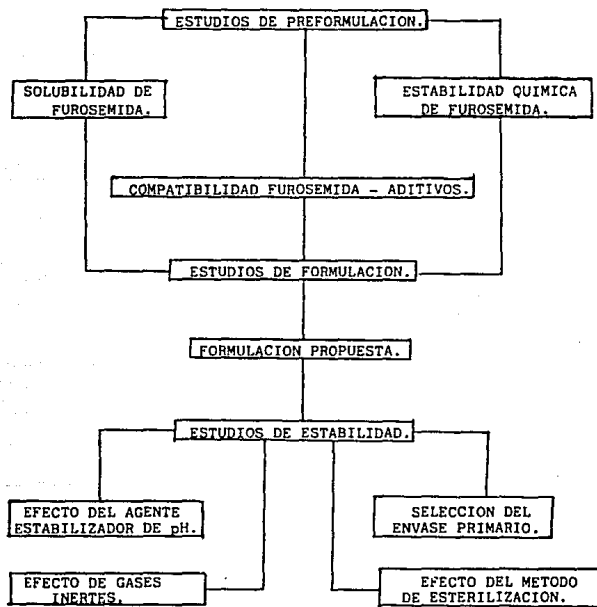 ESTUDIOS DE PREFORMULACION.
SOLUBILIDAD DE
FUROSEMIDA.
ESTABILIDAD QUIMICA
DE FUROSEMIDA.
COMPATIBILIDAD FUROSEMIDA - ADITIVOS.
ESTUDIOS DE FORMULACION.
FORMULACION PROPUESTA.
ESTUDIOS DE ESTABILIDAD.
EFECTO DEL AGENTE
ESTABILIZADOR DE pH.
SELECCION DEL
ENVASE PRIMARIO.
EFECTO DE GASES
INERTES.
EFECTO DEL METODO
DE ESTERILIZACION.